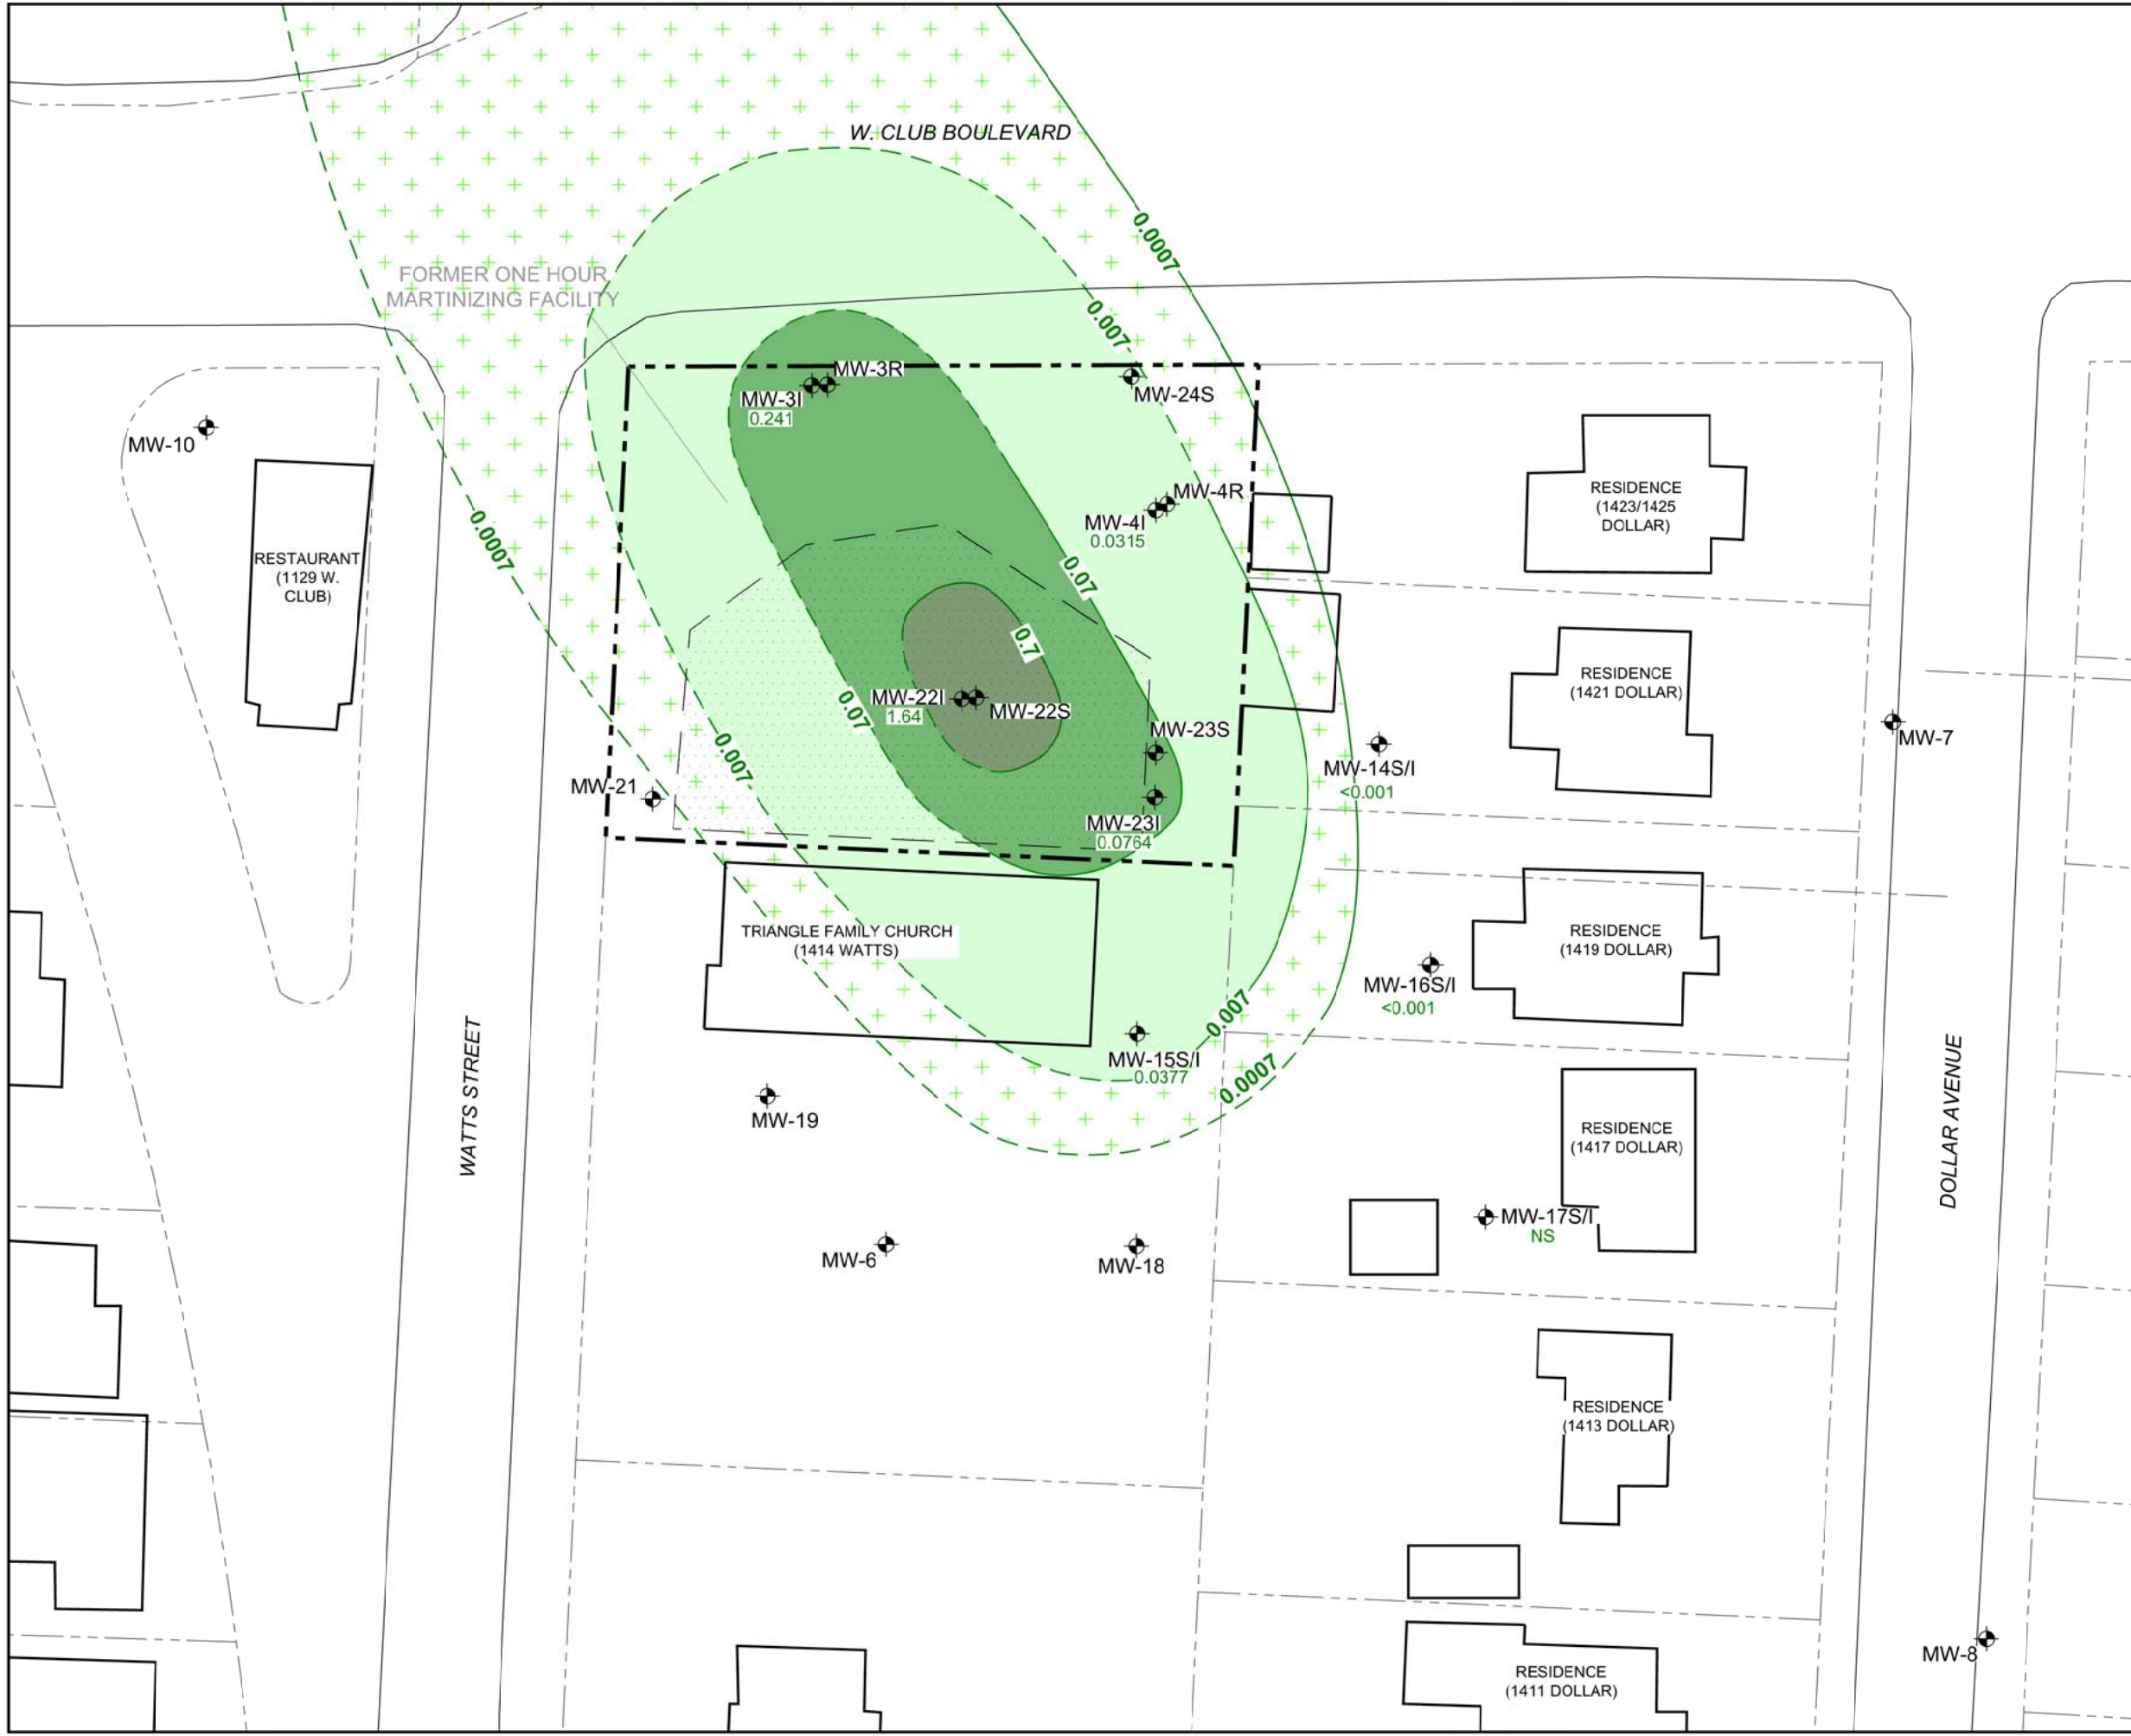 W. CLUB BOULEVARD
0.0007
FORMER ONE HOUR
MARTINIZING FACILITY
0.007
MW-3R
MW-3I
0.241
MW-24S
MW-10
MW-4R
MW-4I
0.0315
RESIDENCE
(1423/1425
DOLLAR)
0.0007
RESTAURANT
(1129 W.
CLUB)
0.07
0.7
RESIDENCE
(1421 DOLLAR)
MW-22I
1.64
MW-22S
0.07
MW-23S
MW-7
0.007
MW-14S/I
<0.001
MW-21
MW-23I
0.0764
TRIANGLE FAMILY CHURCH
(1414 WATTS)
RESIDENCE
(1419 DOLLAR)
MW-16S/I
<0.001
0.007
MW-15S/I
0.0377
0.0007
WATTS STREET
DOLLAR AVENUE
MW-19
RESIDENCE
(1417 DOLLAR)
MW-17S/I
NS
MW-6
MW-18
RESIDENCE
(1413 DOLLAR)
MW-8
RESIDENCE
(1411 DOLLAR)